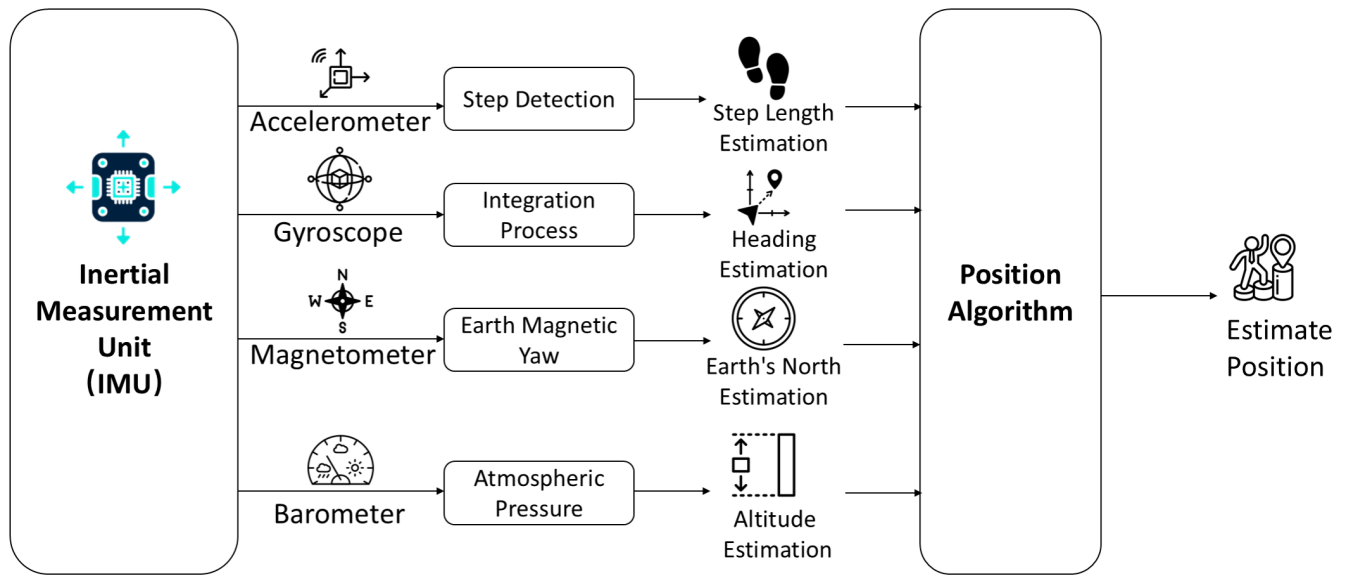 Inertial
Measurement
Unit
(IMU)
Accelerometer
Step Detection
Step Length
Estimation
Gyroscope
Integration
Process
Heading
Estimation
N
W E
S
Magnetometer
Earth Magnetic
Yaw
Earth's North
Estimation
Barometer
Atmospheric
Pressure
Altitude
Estimation
Position
Algorithm
Estimate
Position